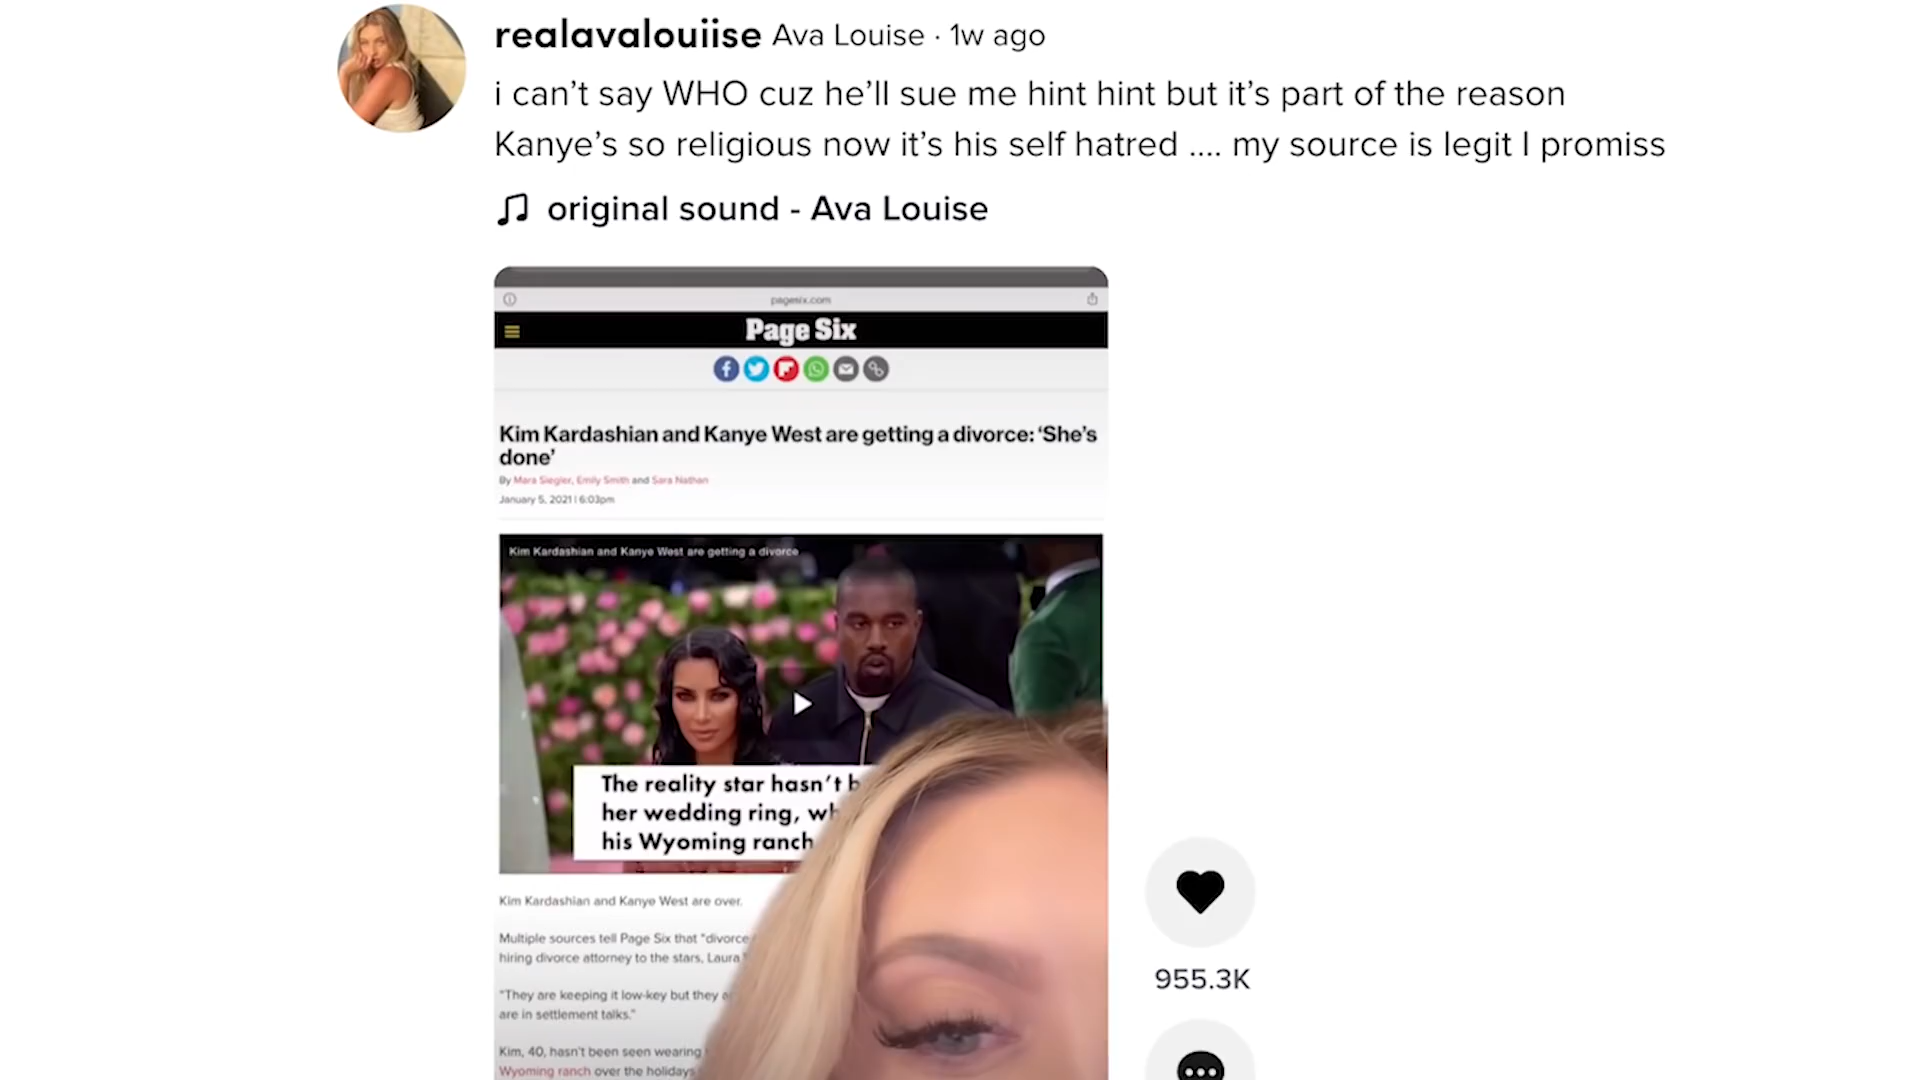 realavalouiise Ava Louise · 1w ago
i can't say WHO cuz he'll sue me hint hint but it's part of the reason
Kanye's so religious now it's his self hatred .... my source is legit I promiss
original sound - Ava Louise
pagesix.com
Page Six
Kim Kardashian and Kanye West are getting a divorce: 'She's
done'
By Mara Siegler, Emily Smith and Sara Nathan
January 5, 2021 | 6:03pm
Kim Kardashian and Kanye West are getting a divorce
The reality star hasn't b
her wedding ring, wh
his Wyoming ranch
Kim Kardashian and Kanye West are over.
Multiple sources tell Page Six that "divorce
hiring divorce attorney to the stars, Laura
"They are keeping it low-key but they a
are in settlement talks."
Kim, 40, hasn't been seen wearing
Wyoming ranch over the holidays
955.3K